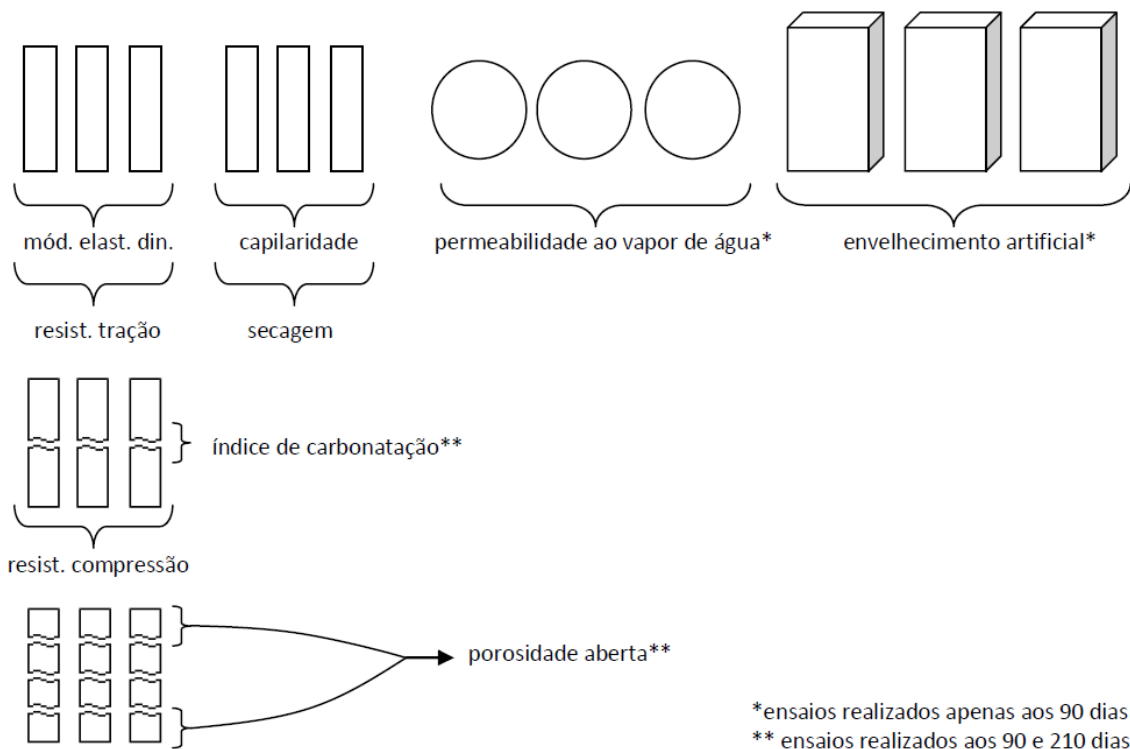 mód. elast. din.
capilaridade
permeabilidade ao vapor de água*
envelhecimento artificial*
resist. tração
secagem
índice de carbonatação**
resist. compressão
porosidade aberta**
*ensaios realizados apenas aos 90 dias
** ensaios realizados aos 90 e 210 dias